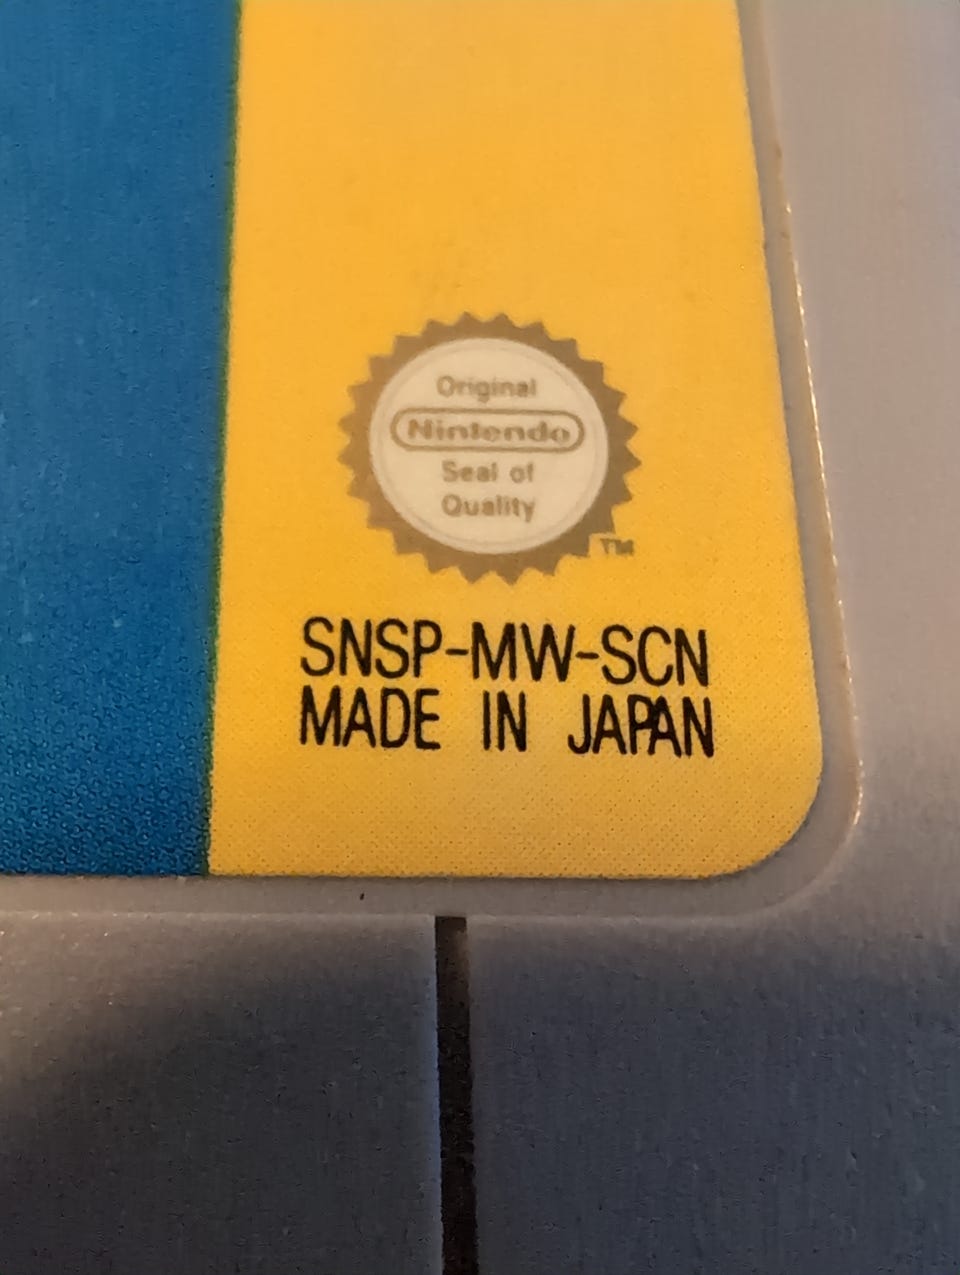 Original
Nintendo
Seal of
Quality
TM
SNSP-MW-SCN
MADE IN JAPAN